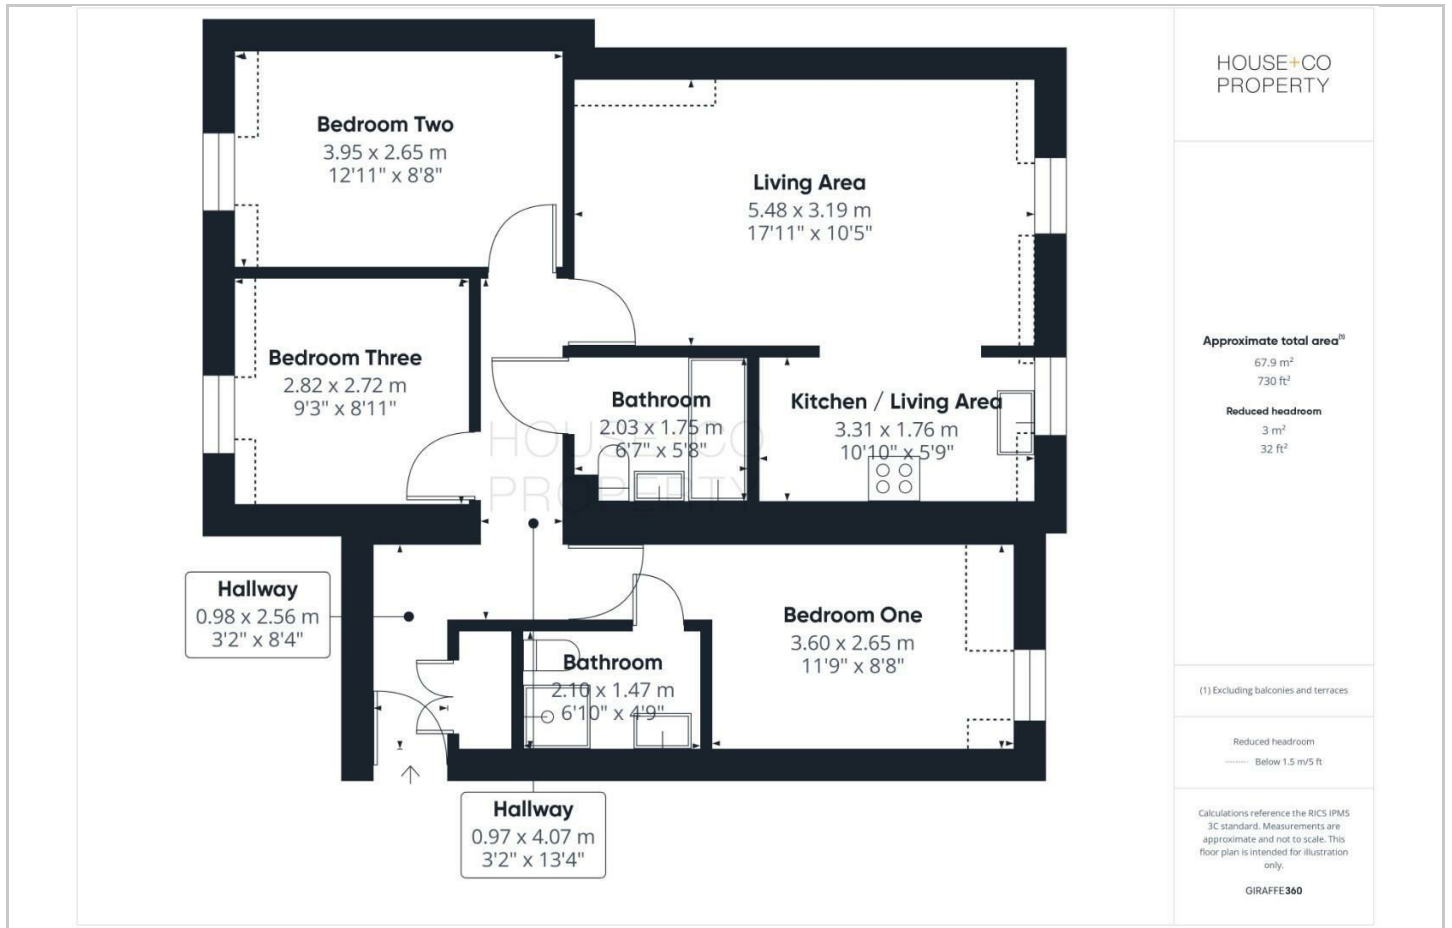 Bedroom Two
3.95 x 2.65 m
12'11" x 8'8"
Living Area
5.48 x 3.19 m
17'11" x 10'5"
Bedroom Three
2.82 x 2.72 m
9'3" x 8'11"
Bathroom
2.03 x 1.75 m
6'7" x 5'8"
Kitchen / Living Area
3.31 x 1.76 m
10'10" x 5'9"
HOUSE+CO
PROPERTY
Hallway
0.98 x 2.56 m
3'2" x 8'4"
Bedroom One
3.60 x 2.65 m
11'9" x 8'8"
Bathroom
2.10 x 1.47 m
6'10" x 4'9"
Hallway
0.97 x 4.07 m
3'2" x 13'4"
HOUSE+CO
PROPERTY
Approximate total area(1)
67.9 m²
730 ft²
Reduced headroom
3 m²
32 ft²
(1) Excluding balconies and terraces
Reduced headroom
Below 1.5 m/5 ft
Calculations reference the RICS IPMS
3C standard. Measurements are
approximate and not to scale. This
floor plan is intended for illustration
only.
GIRAFFE360